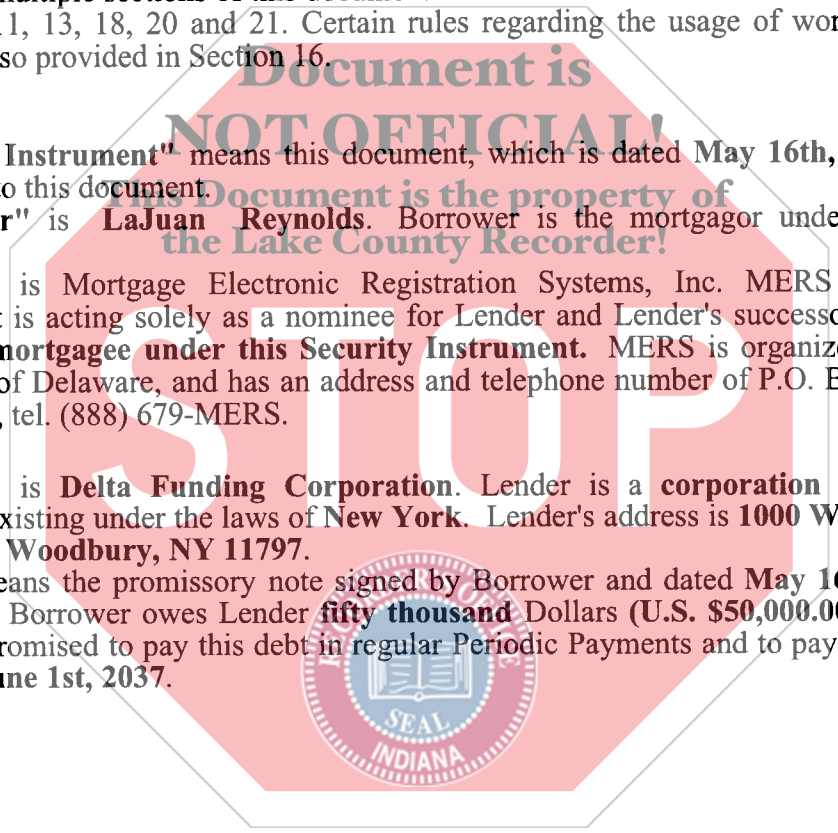 11, 13, 18, 20 and 21. Certain rules regarding the usage of wor
so provided in Section 16.
Document is
NOT OFFICIAL!
Instrument" means this document, which is dated May 16th,
to this document.
This Document is the property of
r" is LaJuan Reynolds. Borrower is the mortgagor unde
the Lake County Recorder!
is Mortgage Electronic Registration Systems, Inc. MERS
t is acting solely as a nominee for Lender and Lender's successo
mortgagee under this Security Instrument. MERS is organize
of Delaware, and has an address and telephone number of P.O. B
, tel. (888) 679-MERS.
STOP
is Delta Funding Corporation. Lender is a corporation
xisting under the laws of New York. Lender's address is 1000 W
Woodbury, NY 11797.
eans the promissory note signed by Borrower and dated May 16
Borrower owes Lender fifty thousand Dollars (U.S. $50,000.00
romised to pay this debt in regular Periodic Payments and to pay
une 1st, 2037.
SEAL
INDIANA